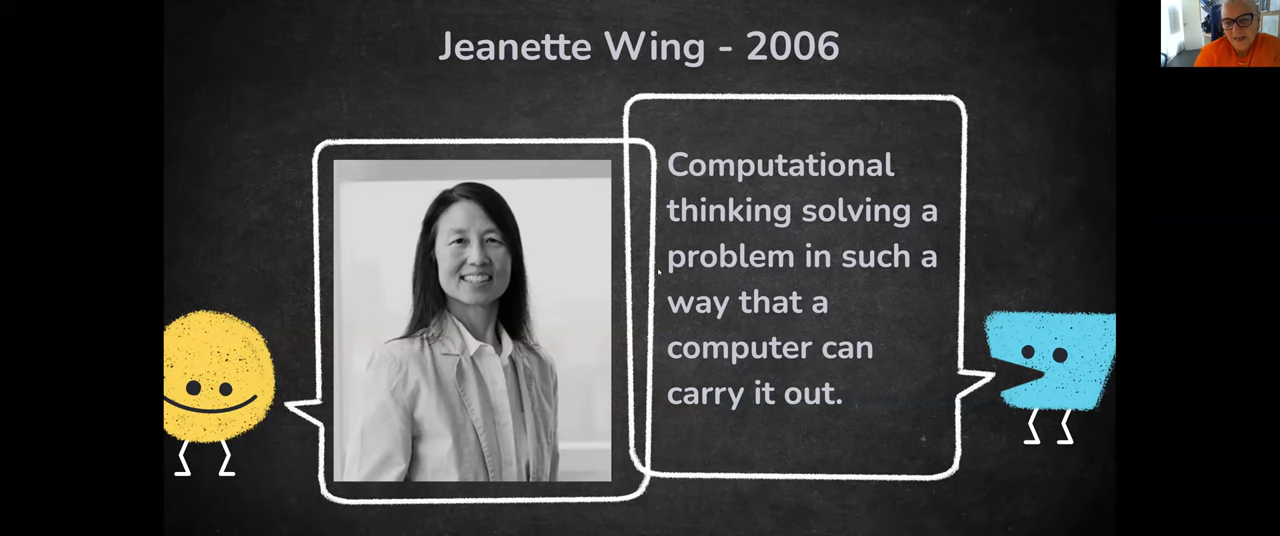 Jeanette Wing - 2006
Computational
thinking solving a
problem in such a
way that a
computer can
carry it out.